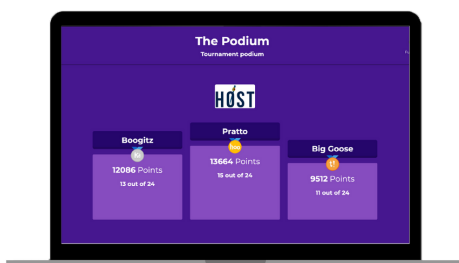 The Podium
Tournament podium
HOST
Pratto
13664 Points
15 out of 24
Boogitz
12086 Points
13 out of 24
Big Goose
9512 Points
11 out of 24